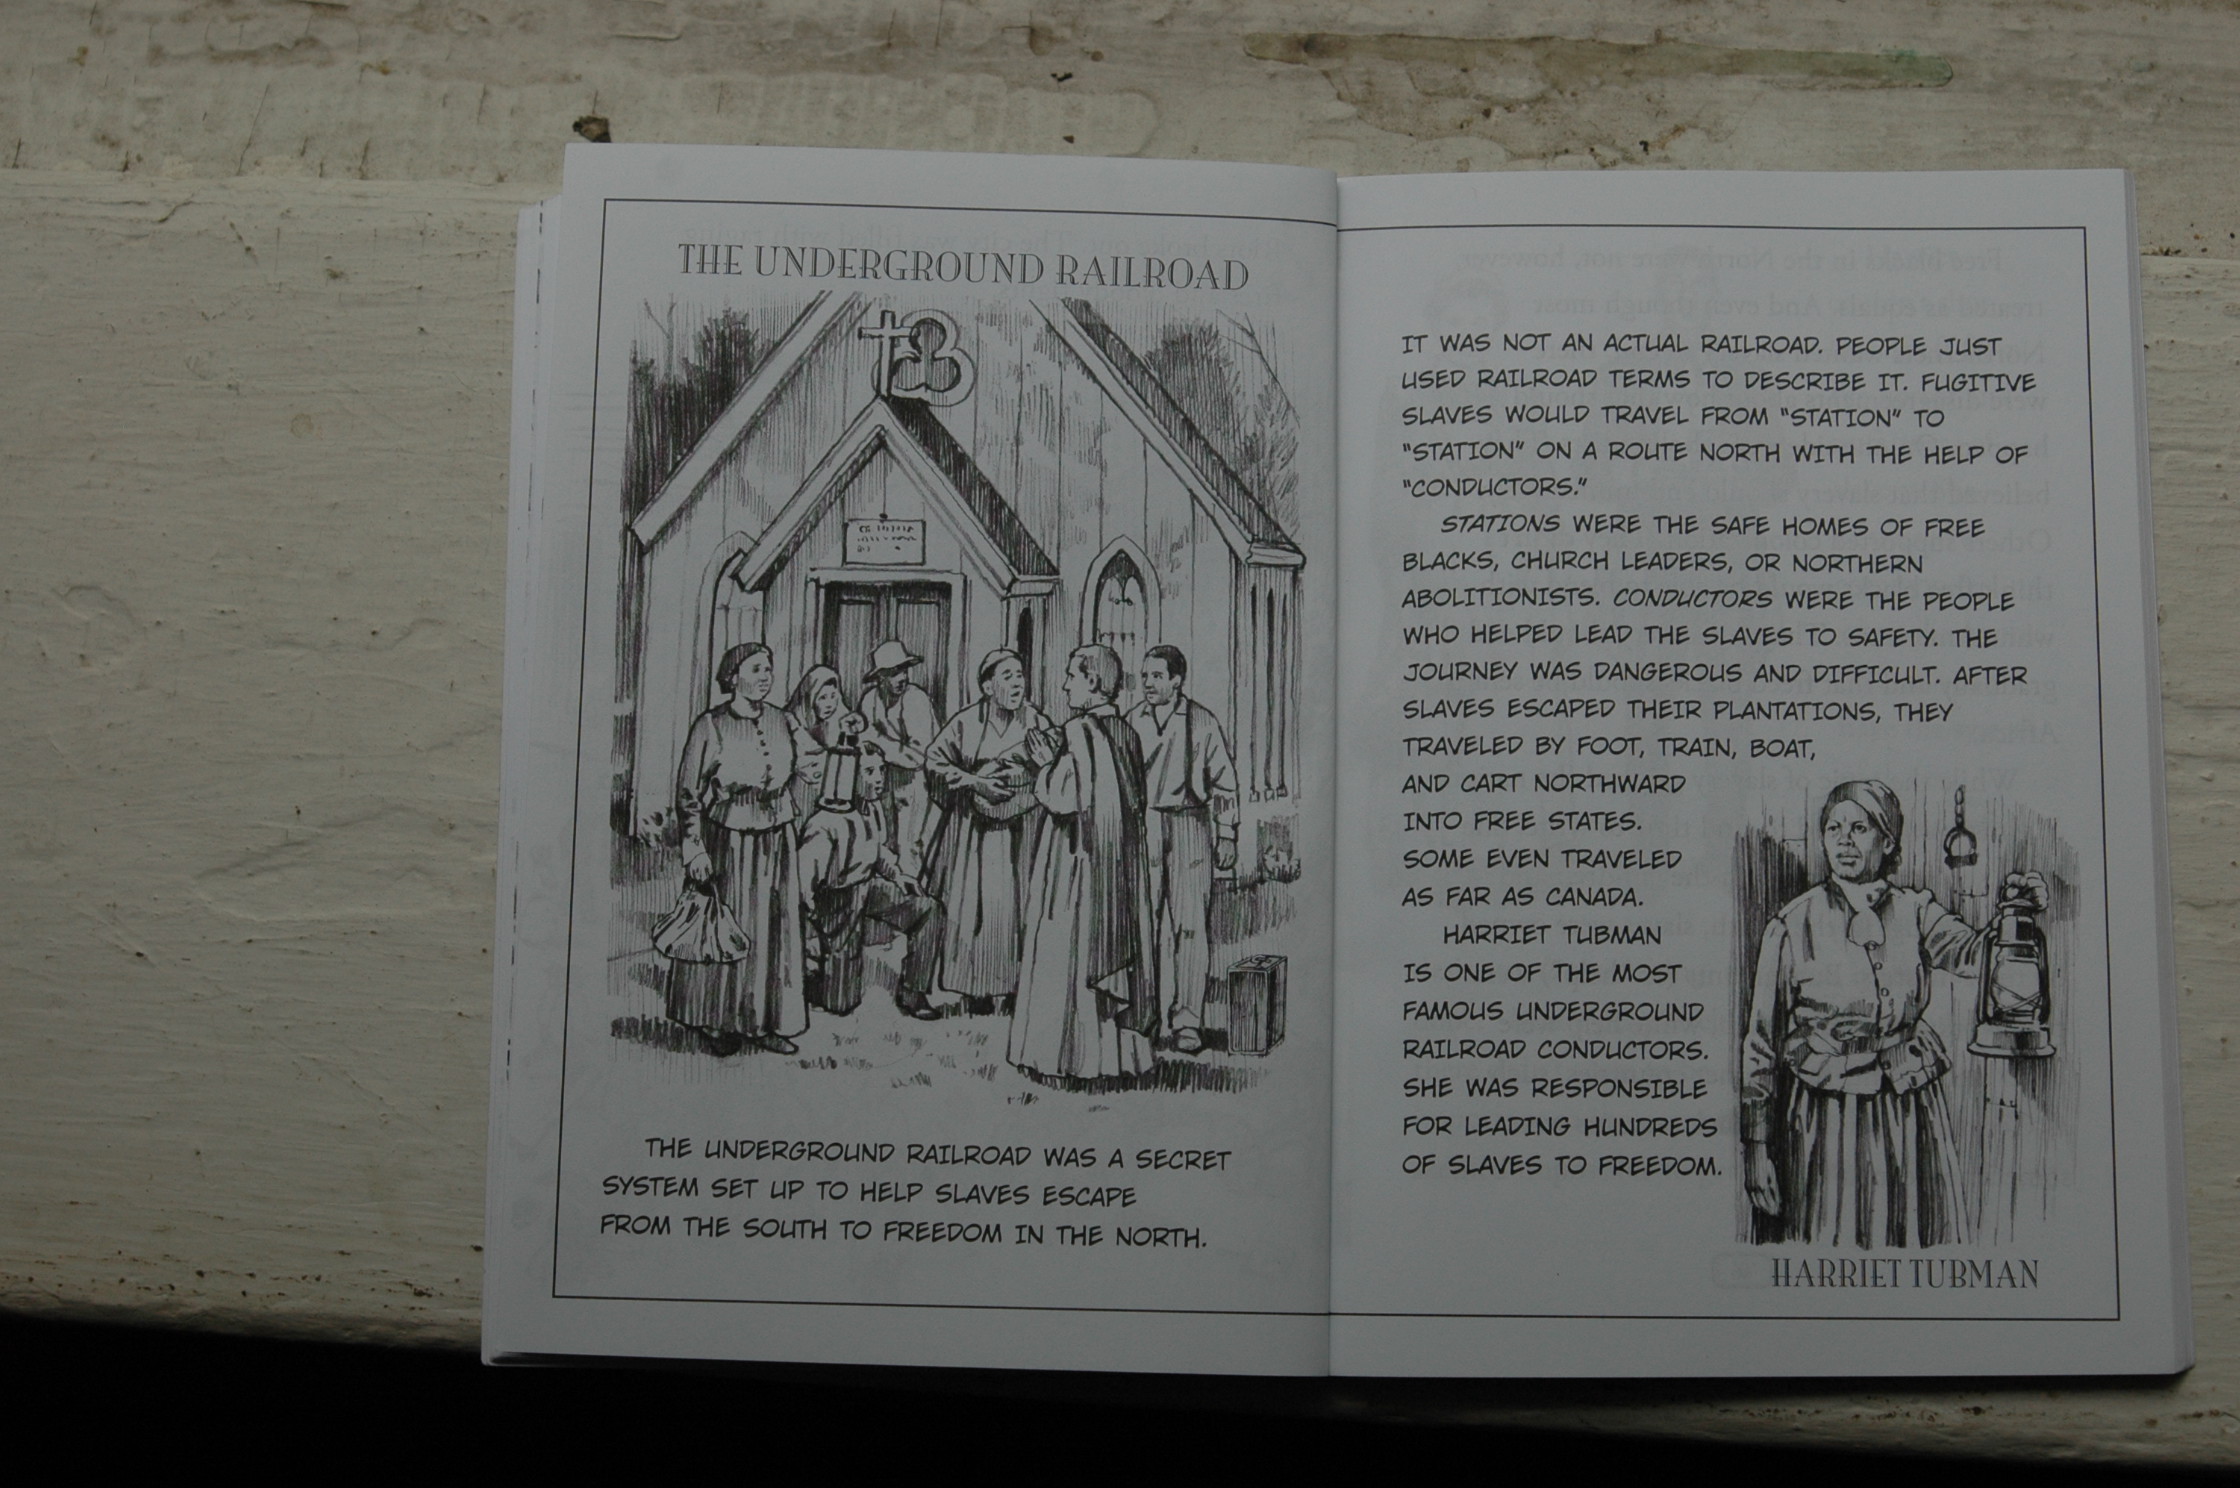 THE UNDERGROUND RAILROAD
THE UNDERGROUND RAILROAD WAS A SECRET
SYSTEM SET UP TO HELP SLAVES ESCAPE
FROM THE SOUTH TO FREEDOM IN THE NORTH.
IT WAS NOT AN ACTUAL RAILROAD. PEOPLE JUST
USED RAILROAD TERMS TO DESCRIBE IT. FUGITIVE
SLAVES WOULD TRAVEL FROM “STATION” TO
“STATION” ON A ROUTE NORTH WITH THE HELP OF
“CONDUCTORS.”
STATIONS WERE THE SAFE HOMES OF FREE
BLACKS, CHURCH LEADERS, OR NORTHERN
ABOLITIONISTS. CONDUCTORS WERE THE PEOPLE
WHO HELPED LEAD THE SLAVES TO SAFETY. THE
JOURNEY WAS DANGEROUS AND DIFFICULT. AFTER
SLAVES ESCAPED THEIR PLANTATIONS, THEY
TRAVELED BY FOOT, TRAIN, BOAT,
AND CART NORTHWARD
INTO FREE STATES.
SOME EVEN TRAVELED
AS FAR AS CANADA.
HARRIET TUBMAN
IS ONE OF THE MOST
FAMOUS UNDERGROUND
RAILROAD CONDUCTORS.
SHE WAS RESPONSIBLE
FOR LEADING HUNDREDS
OF SLAVES TO FREEDOM.
HARRIET TUBMAN